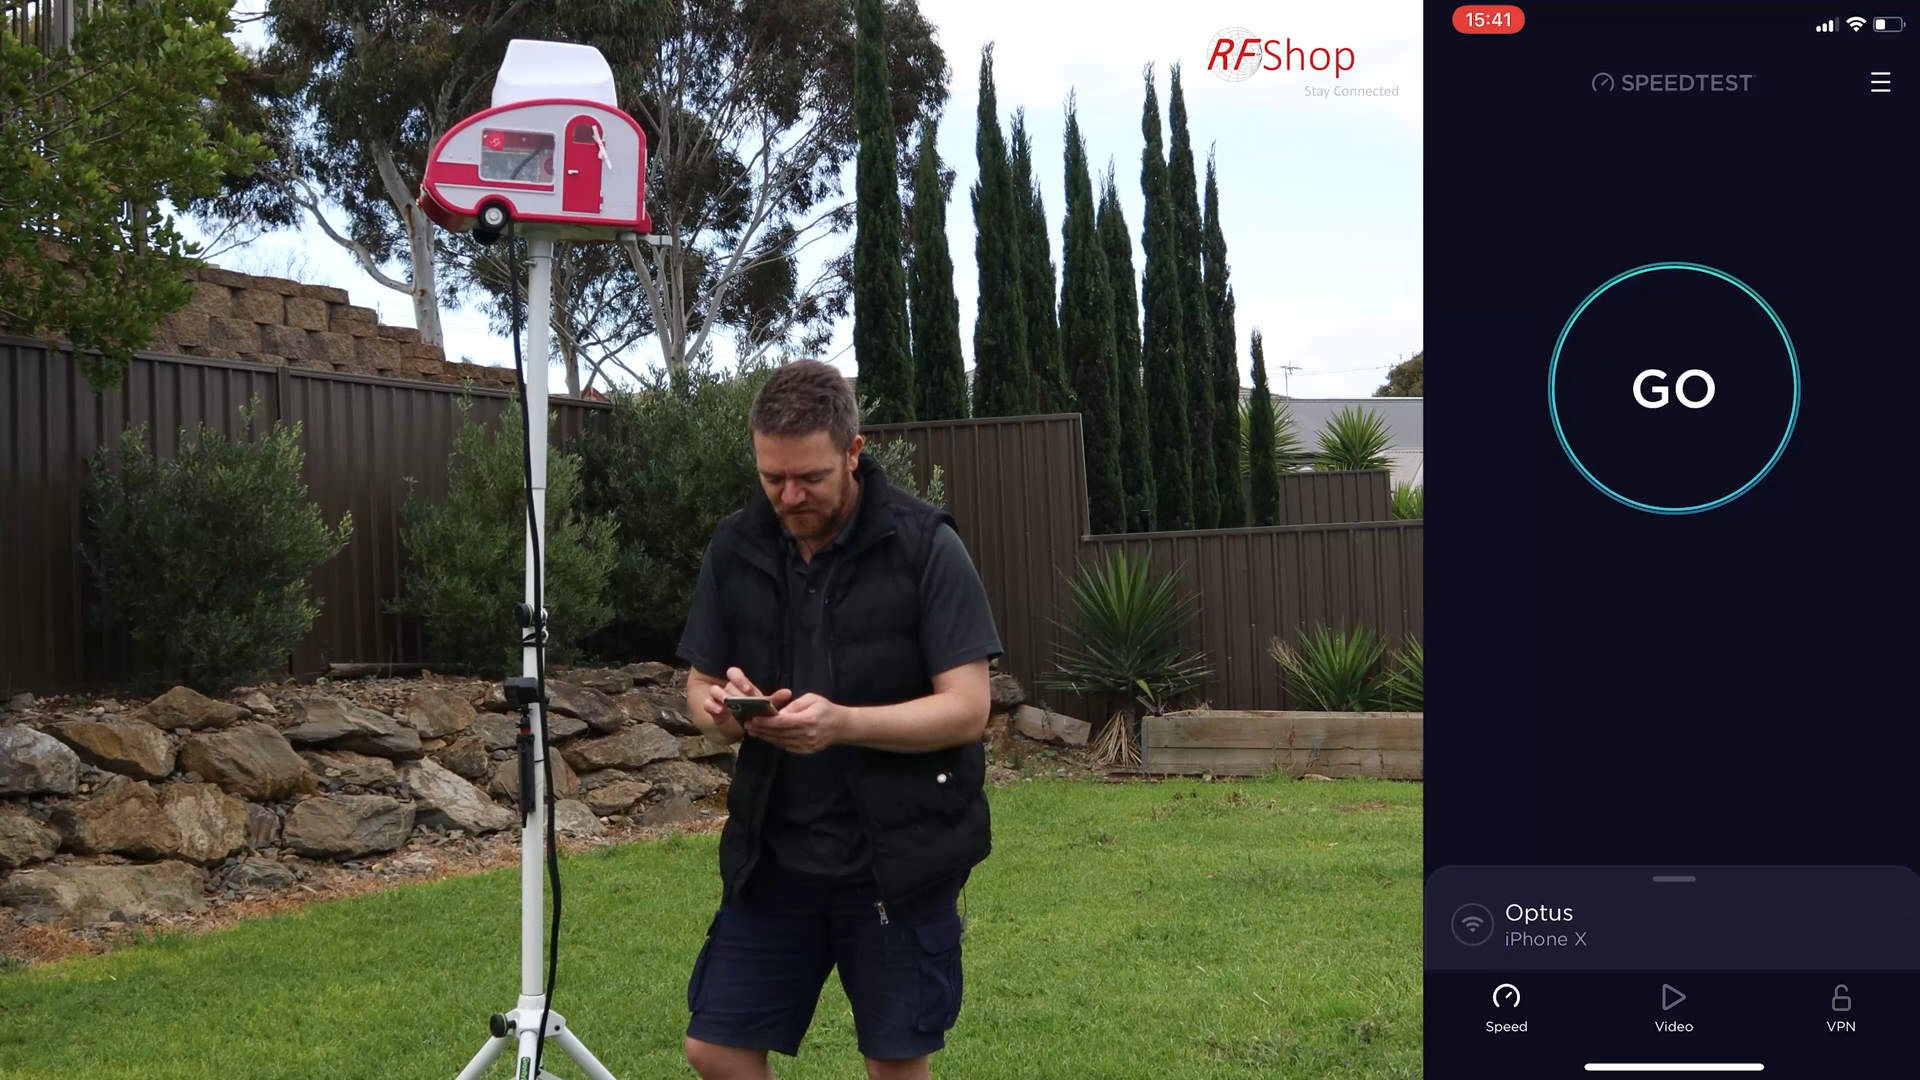 RFShop
Stay Connected
15:41
SPEEDTEST
GO
Optus
iPhone X
Speed
Video
VPN